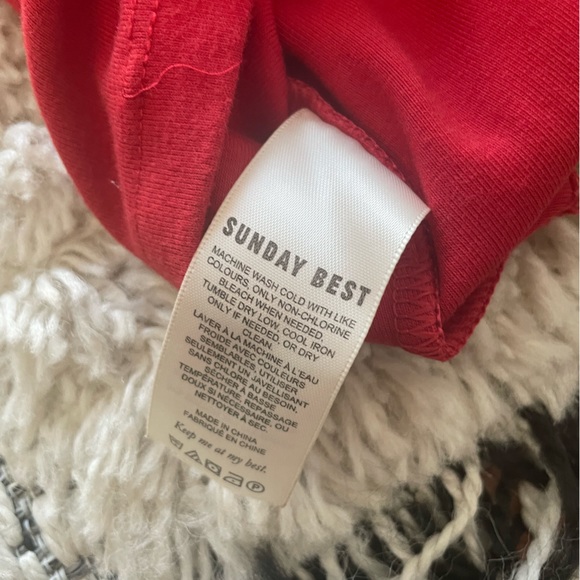 SUNDAY BEST
MACHINE WASH COLD WITH LIKE
COLOURS, ONLY NON-CHLORINE
BLEACH WHEN NEEDED.
TUMBLE DRY LOW, COOL IRON
ONLY IF NEEDED. OR DRY
CLEAN.
LAVER À LA MACHINE À L'EAU
FROIDE AVEC COULEURS
SEMBLABLES, UTILISER
SEULEMENT UN JAVELLISANT
SANS CHLORE AU BESOIN.
SÉCHER À BASSE
TEMPÉRATURE, REPASSAGE
DOUX SI NÉCESSAIRE, OU
NETTOYER À SEC.
MADE IN CHINA
FABRIQUÉ EN CHINE
Keep me at my best.
P